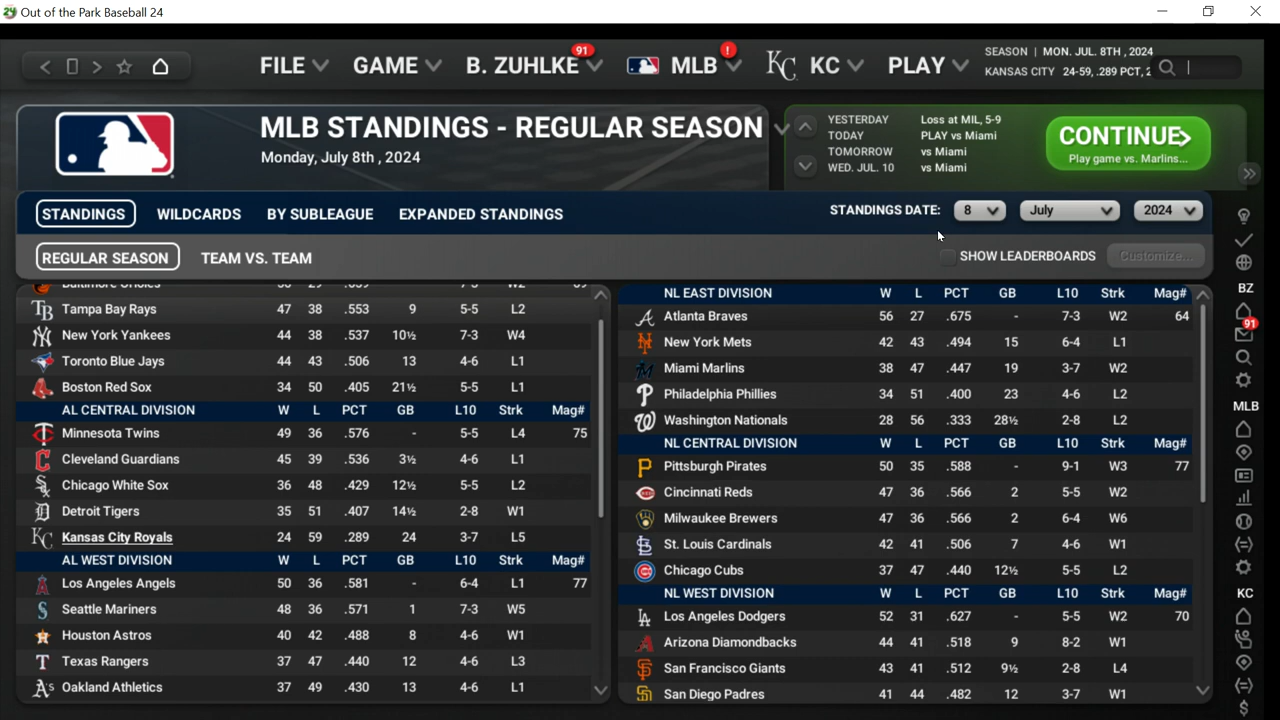 Out of the Park Baseball 24
FILE GAME B. ZUHLKE 91 MLB ! KC PLAY
SEASON | MON. JUL. 8TH , 2024
KANSAS CITY 24-59, .289 PCT, 2
MLB STANDINGS - REGULAR SEASON
Monday, July 8th , 2024
YESTERDAY Loss at MIL, 5-9
TODAY PLAY vs Miami
TOMORROW vs Miami
WED. JUL. 10 vs Miami
CONTINUE>
Play game vs. Marlins...
STANDINGS WILDCARDS BY SUBLEAGUE EXPANDED STANDINGS
STANDINGS DATE: 8 July 2024
REGULAR SEASON TEAM VS. TEAM
SHOW LEADERBOARDS Customize...
Baltimore Orioles
Tampa Bay Rays 47 38 .553 9 5-5 L2
New York Yankees 44 38 .537 10½ 7-3 W4
Toronto Blue Jays 44 43 .506 13 4-6 L1
Boston Red Sox 34 50 .405 21½ 5-5 L1
AL CENTRAL DIVISION W L PCT GB L10 Strk Mag#
Minnesota Twins 49 36 .576 - 5-5 L4 75
Cleveland Guardians 45 39 .536 3½ 4-6 L1
Chicago White Sox 36 48 .429 12½ 5-5 L2
Detroit Tigers 35 51 .407 14½ 2-8 W1
Kansas City Royals 24 59 .289 24 3-7 L5
AL WEST DIVISION W L PCT GB L10 Strk Mag#
Los Angeles Angels 50 36 .581 - 6-4 L1 77
Seattle Mariners 48 36 .571 1 7-3 W5
Houston Astros 40 42 .488 8 4-6 W1
Texas Rangers 37 47 .440 12 4-6 L3
Oakland Athletics 37 49 .430 13 4-6 L1
NL EAST DIVISION W L PCT GB L10 Strk Mag#
Atlanta Braves 56 27 .675 - 7-3 W2 64
New York Mets 42 43 .494 15 6-4 L1
Miami Marlins 38 47 .447 19 3-7 W2
Philadelphia Phillies 34 51 .400 23 4-6 L2
Washington Nationals 28 56 .333 28½ 2-8 L2
NL CENTRAL DIVISION W L PCT GB L10 Strk Mag#
Pittsburgh Pirates 50 35 .588 - 9-1 W3 77
Cincinnati Reds 47 36 .566 2 5-5 W2
Milwaukee Brewers 47 36 .566 2 6-4 W6
St. Louis Cardinals 42 41 .506 7 4-6 W1
Chicago Cubs 37 47 .440 12½ 5-5 L2
NL WEST DIVISION W L PCT GB L10 Strk Mag#
Los Angeles Dodgers 52 31 .627 - 5-5 W2 70
Arizona Diamondbacks 44 41 .518 9 8-2 W1
San Francisco Giants 43 41 .512 9½ 2-8 L4
San Diego Padres 41 44 .482 12 3-7 W1
BZ
91
MLB
KC